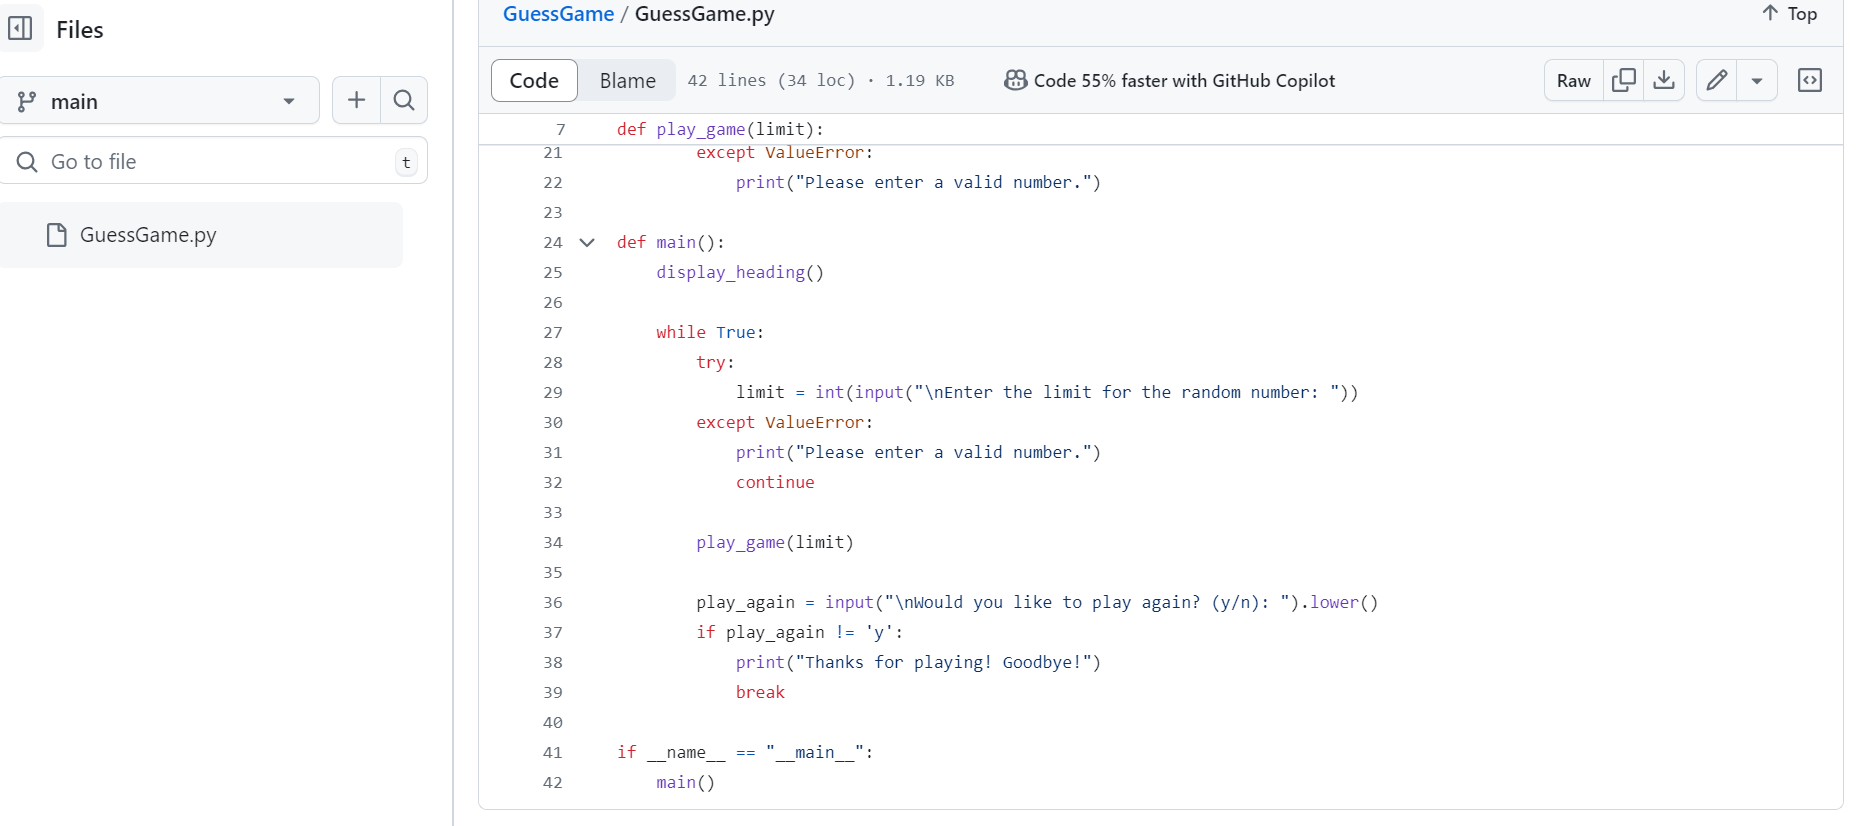 Files
main
Go to file
t
GuessGame.py
GuessGame / GuessGame.py
Top
Code Blame 42 lines (34 loc) · 1.19 KB Code 55% faster with GitHub Copilot Raw
7 def play_game(limit):
21         except ValueError:
22             print("Please enter a valid number.")
23
24 def main():
25     display_heading()
26
27     while True:
28         try:
29             limit = int(input("\nEnter the limit for the random number: "))
30         except ValueError:
31             print("Please enter a valid number.")
32             continue
33
34         play_game(limit)
35
36         play_again = input("\nWould you like to play again? (y/n): ").lower()
37         if play_again != 'y':
38             print("Thanks for playing! Goodbye!")
39             break
40
41 if __name__ == "__main__":
42     main()